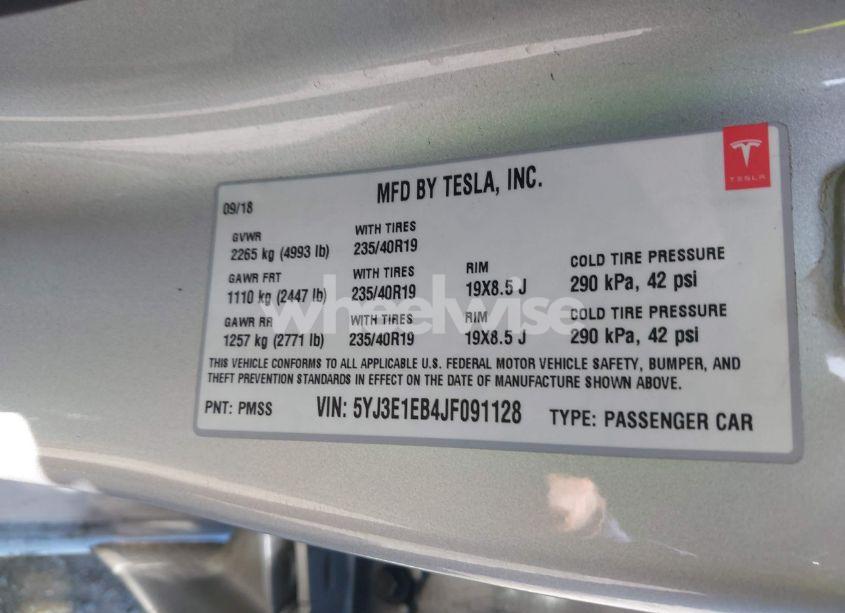 MFD BY TESLA, INC.
TESLA
09/18
GVWR WITH TIRES
2265 kg (4993 lb) 235/40R19
GAWR FRT WITH TIRES RIM COLD TIRE PRESSURE
1110 kg (2447 lb) 235/40R19 19X8.5 J 290 kPa, 42 psi
GAWR RR WITH TIRES RIM COLD TIRE PRESSURE
1257 kg (2771 lb) 235/40R19 19X8.5 J 290 kPa, 42 psi
THIS VEHICLE CONFORMS TO ALL APPLICABLE U.S. FEDERAL MOTOR VEHICLE SAFETY, BUMPER, AND
THEFT PREVENTION STANDARDS IN EFFECT ON THE DATE OF MANUFACTURE SHOWN ABOVE.
PNT: PMSS VIN: 5YJ3E1EB4JF091128 TYPE: PASSENGER CAR
wheelwise